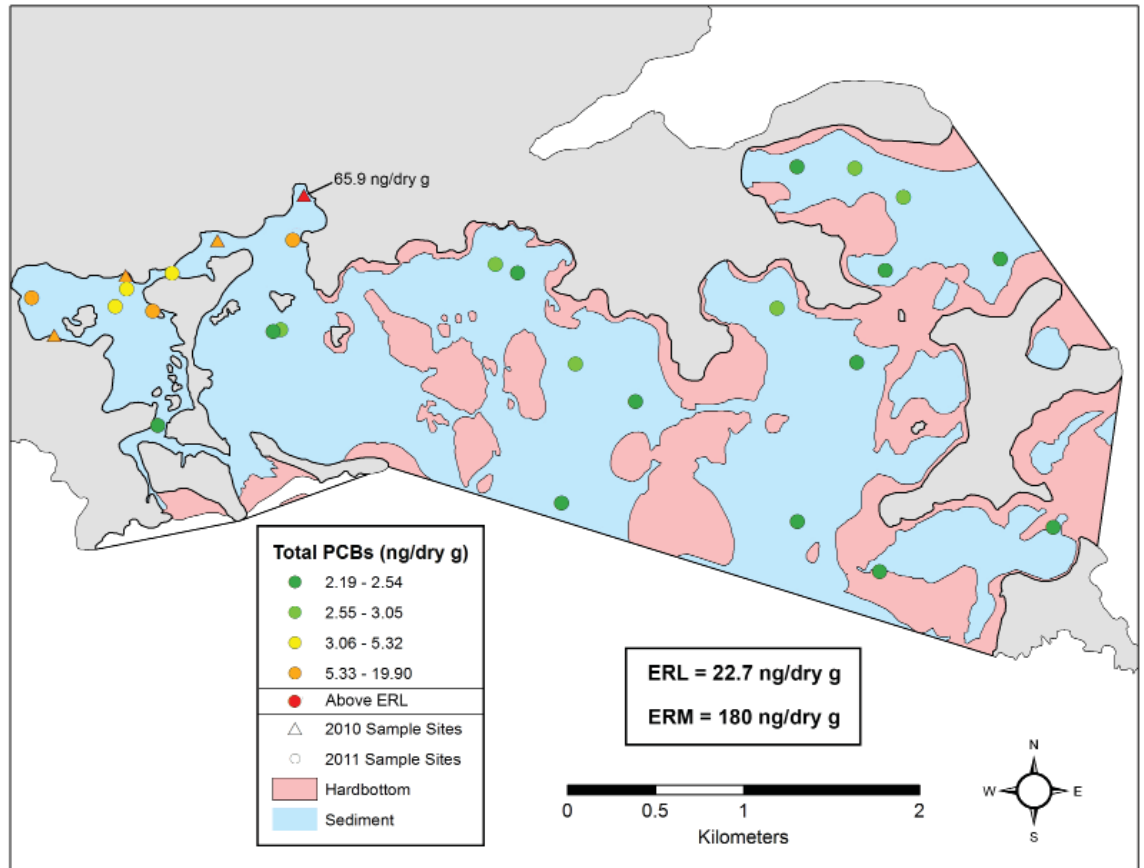 65.9 ng/dry g
Total PCBs (ng/dry g)
2.19 - 2.54
2.55 - 3.05
3.06 - 5.32
5.33 - 19.90
Above ERL
2010 Sample Sites
2011 Sample Sites
Hardbottom
Sediment
ERL = 22.7 ng/dry g
ERM = 180 ng/dry g
N
W E
S
0 0.5 1 2
Kilometers